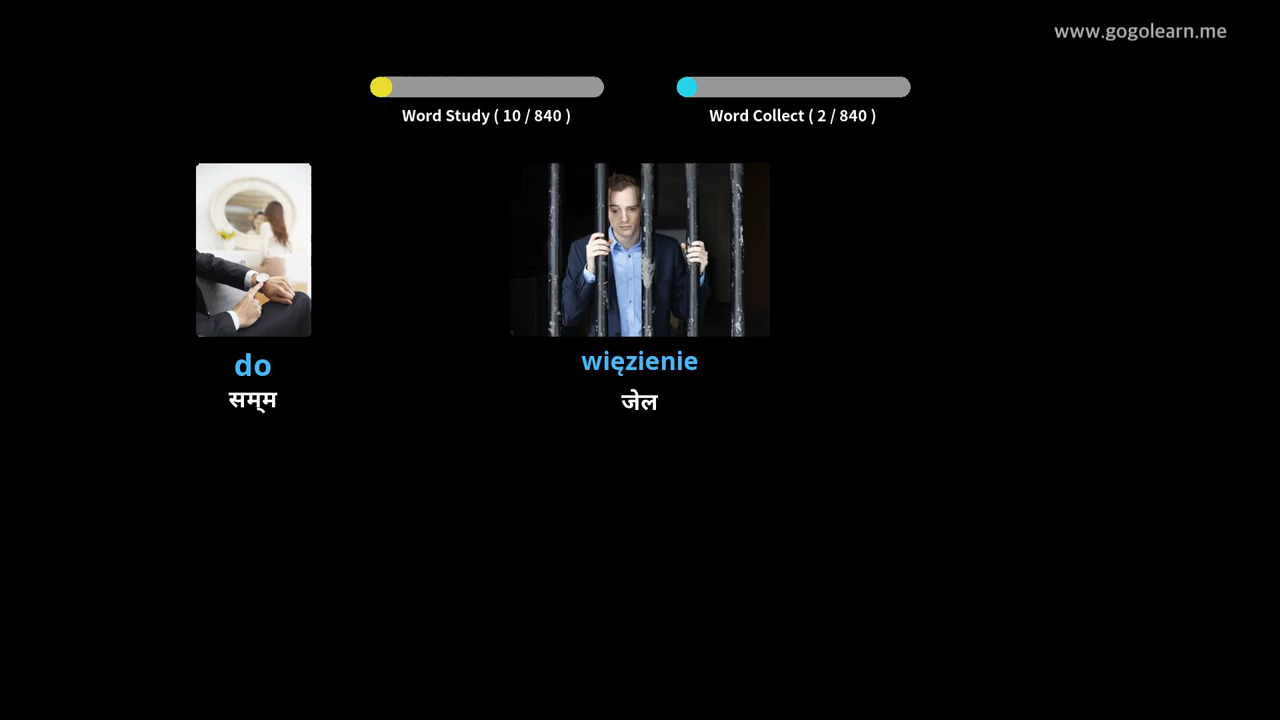 www.gogolearn.me
Word Study ( 10 / 840 )
Word Collect ( 2 / 840 )
do
सम्‌म
więzienie
जेल